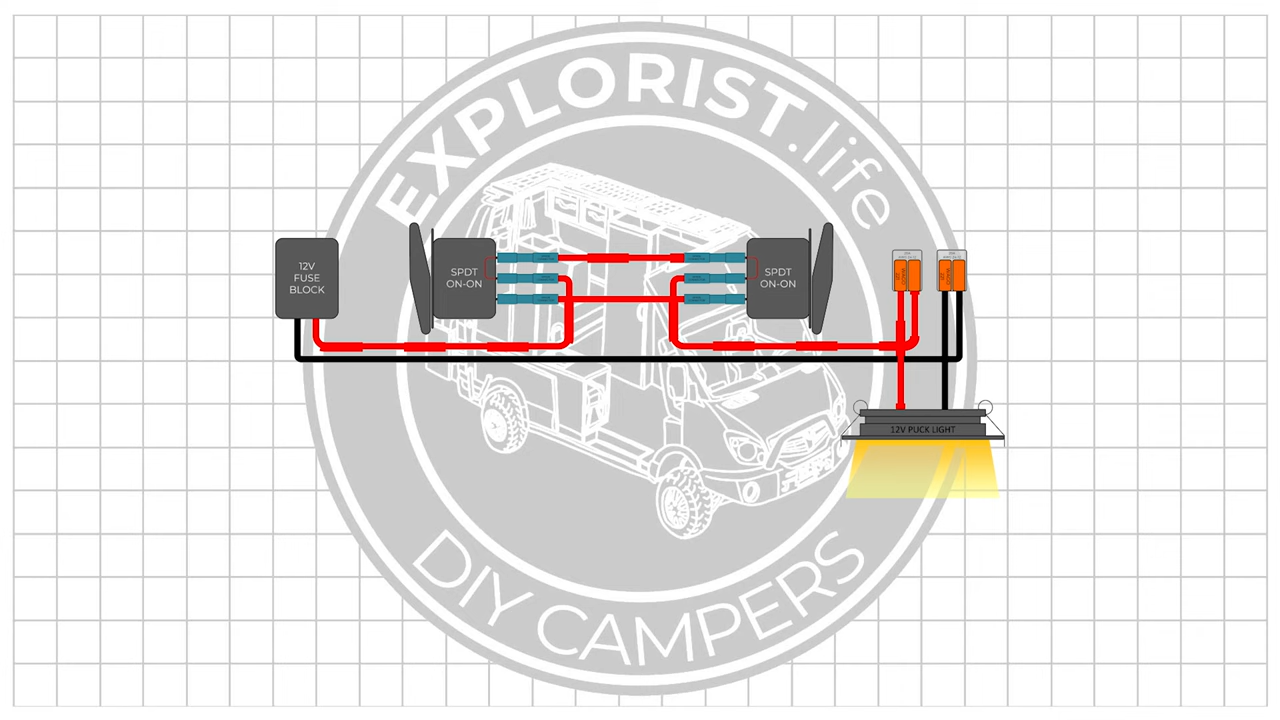 EXPLORIST.life
12V
FUSE
BLOCK
SPDT
ON-ON
SPDT
ON-ON
12V PUCK LIGHT
DIY CAMPERS